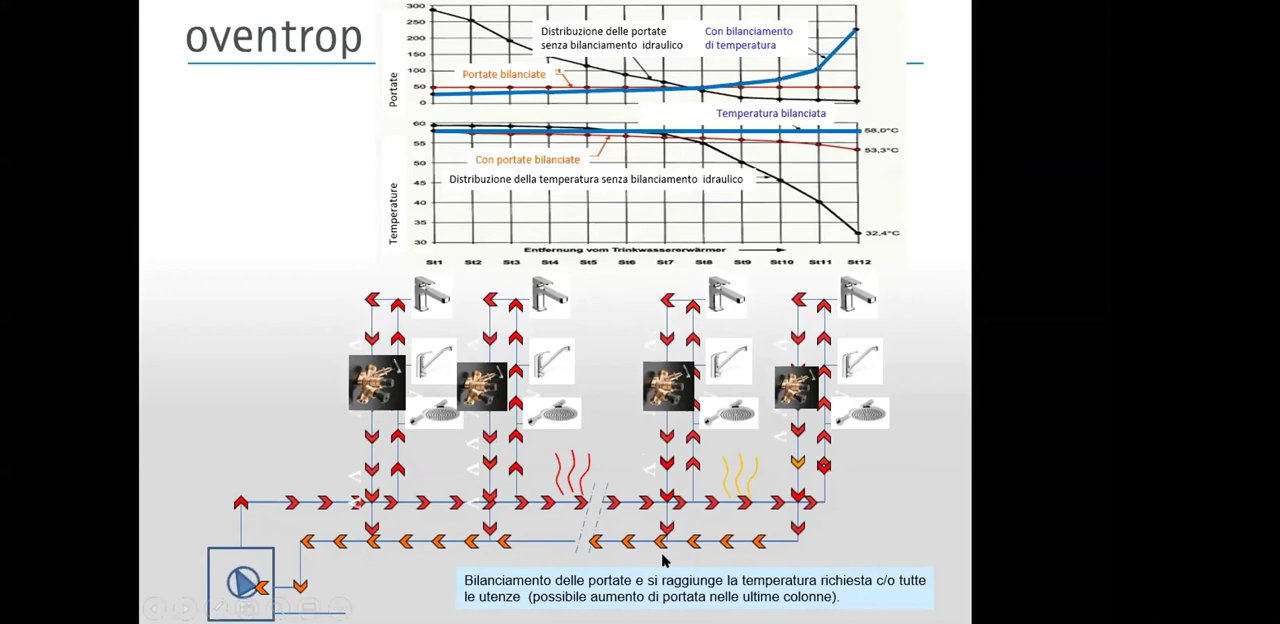 oventrop
300
250
200
150
100
50
0
Portate
Distribuzione delle portate
senza bilanciamento idraulico
Con bilanciamento
di temperatura
Portate bilanciate
Temperatura bilanciata
60
55
50
45
40
35
30
Temperature
58,0°C
53,3°C
32,4°C
Con portate bilanciate
Distribuzione della temperatura senza bilanciamento idraulico
Entfernung vom Trinkwassererwärmer
St1 St2 St3 St4 St5 St6 St7 St8 St9 St10 St11 St12
Bilanciamento delle portate e si raggiunge la temperatura richiesta c/o tutte
le utenze (possibile aumento di portata nelle ultime colonne).